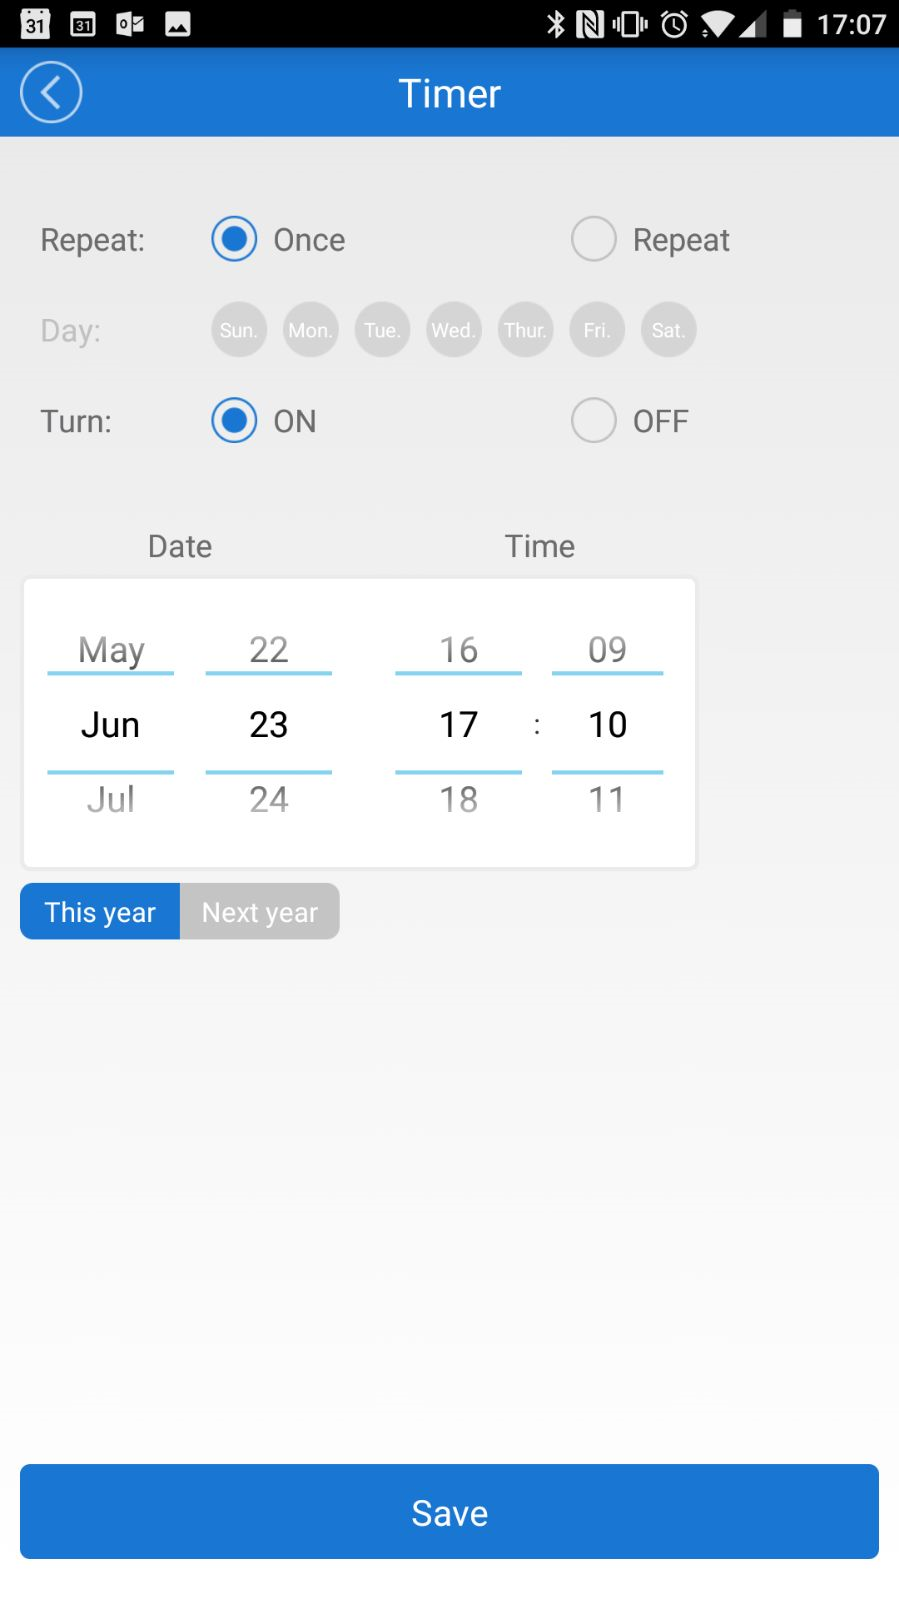 31 31 17:07
Timer
Repeat: Once Repeat
Day: Sun. Mon. Tue. Wed. Thur. Fri. Sat.
Turn: ON OFF
Date Time
May 22 16 09
Jun 23 17 : 10
Jul 24 18 11
This year Next year
Save